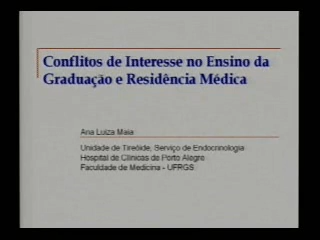 Conflitos de Interesse no Ensino da
Graduação e Residência Médica
Ana Luiza Maia
Unidade de Tireóide, Serviço de Endocrinologia
Hospital de Clínicas de Porto Alegre
Faculdade de Medicina - UFRGS